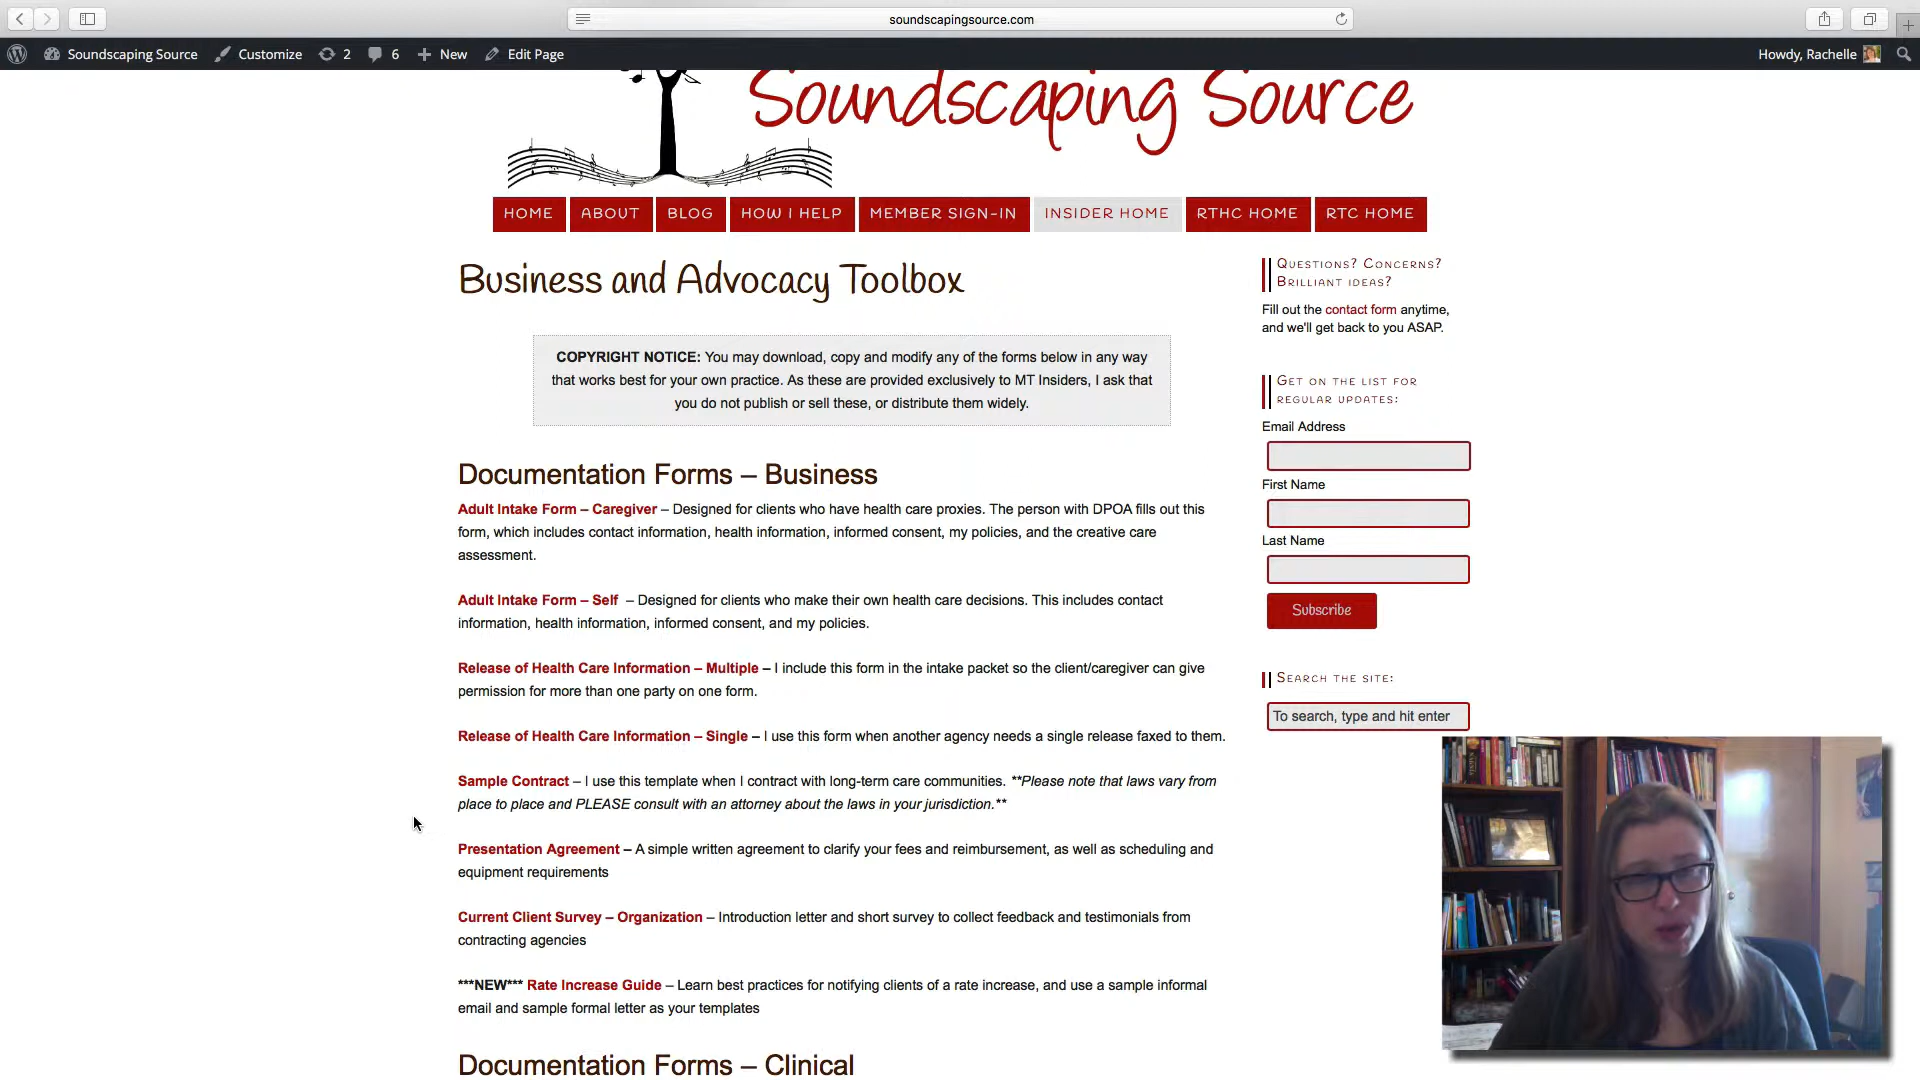 soundscapingsource.com
Soundscaping Source Customize 2 6 New Edit Page Howdy, Rachelle
Soundscaping Source
HOME ABOUT BLOG HOW I HELP MEMBER SIGN-IN INSIDER HOME RTHC HOME RTC HOME
Business and Advocacy Toolbox
COPYRIGHT NOTICE: You may download, copy and modify any of the forms below in any way
that works best for your own practice. As these are provided exclusively to MT Insiders, I ask that
you do not publish or sell these, or distribute them widely.
Documentation Forms – Business
Adult Intake Form – Caregiver – Designed for clients who have health care proxies. The person with DPOA fills out this
form, which includes contact information, health information, informed consent, my policies, and the creative care
assessment.
Adult Intake Form – Self – Designed for clients who make their own health care decisions. This includes contact
information, health information, informed consent, and my policies.
Release of Health Care Information – Multiple – I include this form in the intake packet so the client/caregiver can give
permission for more than one party on one form.
Release of Health Care Information – Single – I use this form when another agency needs a single release faxed to them.
Sample Contract – I use this template when I contract with long-term care communities. **Please note that laws vary from
place to place and PLEASE consult with an attorney about the laws in your jurisdiction.**
Presentation Agreement – A simple written agreement to clarify your fees and reimbursement, as well as scheduling and
equipment requirements
Current Client Survey – Organization – Introduction letter and short survey to collect feedback and testimonials from
contracting agencies
***NEW*** Rate Increase Guide – Learn best practices for notifying clients of a rate increase, and use a sample informal
email and sample formal letter as your templates
Documentation Forms – Clinical
Questions? Concerns?
Brilliant ideas?
Fill out the contact form anytime,
and we'll get back to you ASAP.
Get on the list for
regular updates:
Email Address
First Name
Last Name
Subscribe
Search the site:
To search, type and hit enter